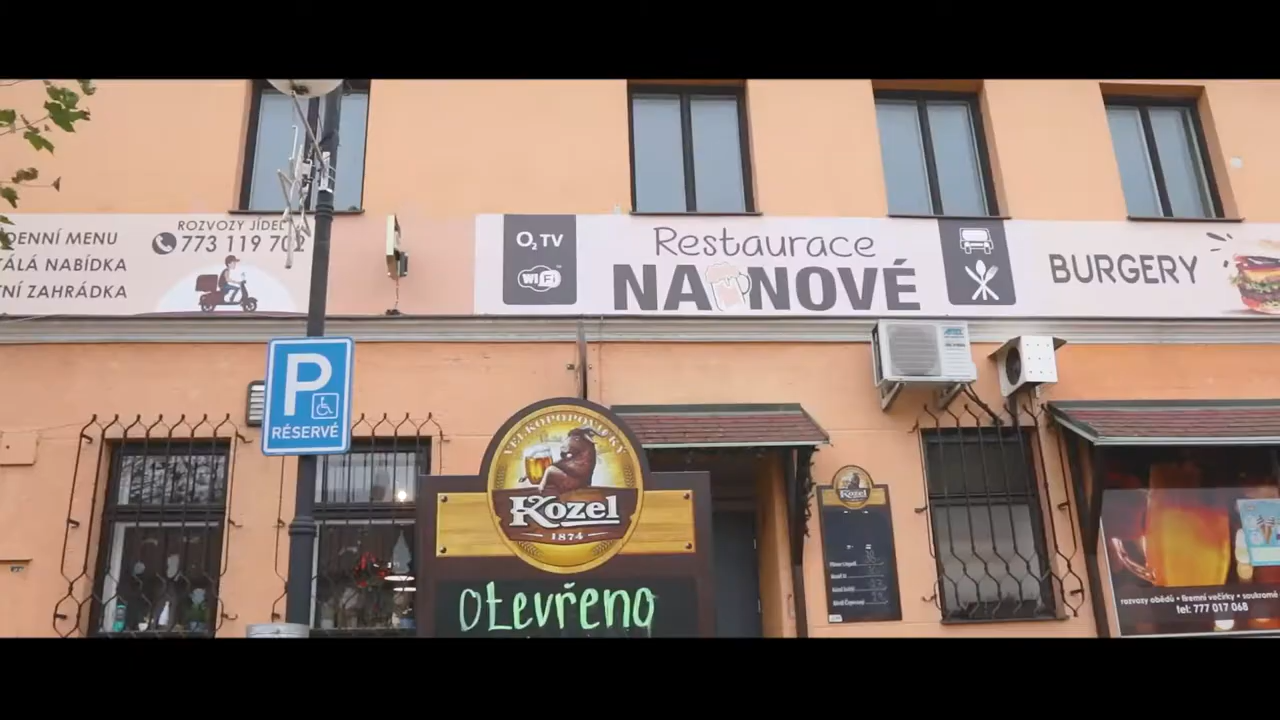 DENNÍ MENU
ÁLÁ NABÍDKA
NÍ ZAHRÁDKA
ROZVOZY JÍDEL
773 119 702
O2 TV
WiFi
Restaurace
NA NOVÉ
BURGERY
P
RÉSERVÉ
VELKOPOPOVICKÝ
Kozel
1874
otevřeno
Kozel
rozvozy obědů • firemní večírky • soukromé
tel: 777 017 068